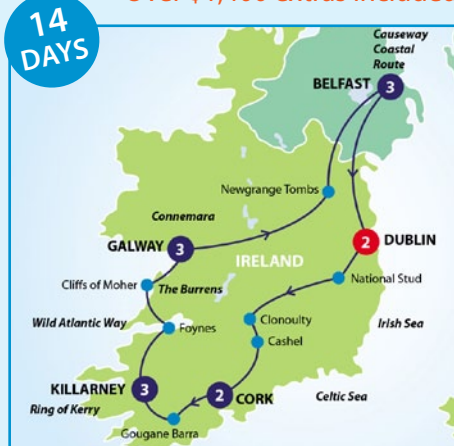 14
DAYS
Causeway
Coastal
Route
BELFAST
3
Newgrange Tombs
Connemara
GALWAY
3
2
DUBLIN
IRELAND
Cliffs of Moher
The Burrens
National Stud
Wild Atlantic Way
Foynes
Clonoulty
Irish Sea
Cashel
KILLARNEY
3
2
CORK
Celtic Sea
Ring of Kerry
Gougane Barra